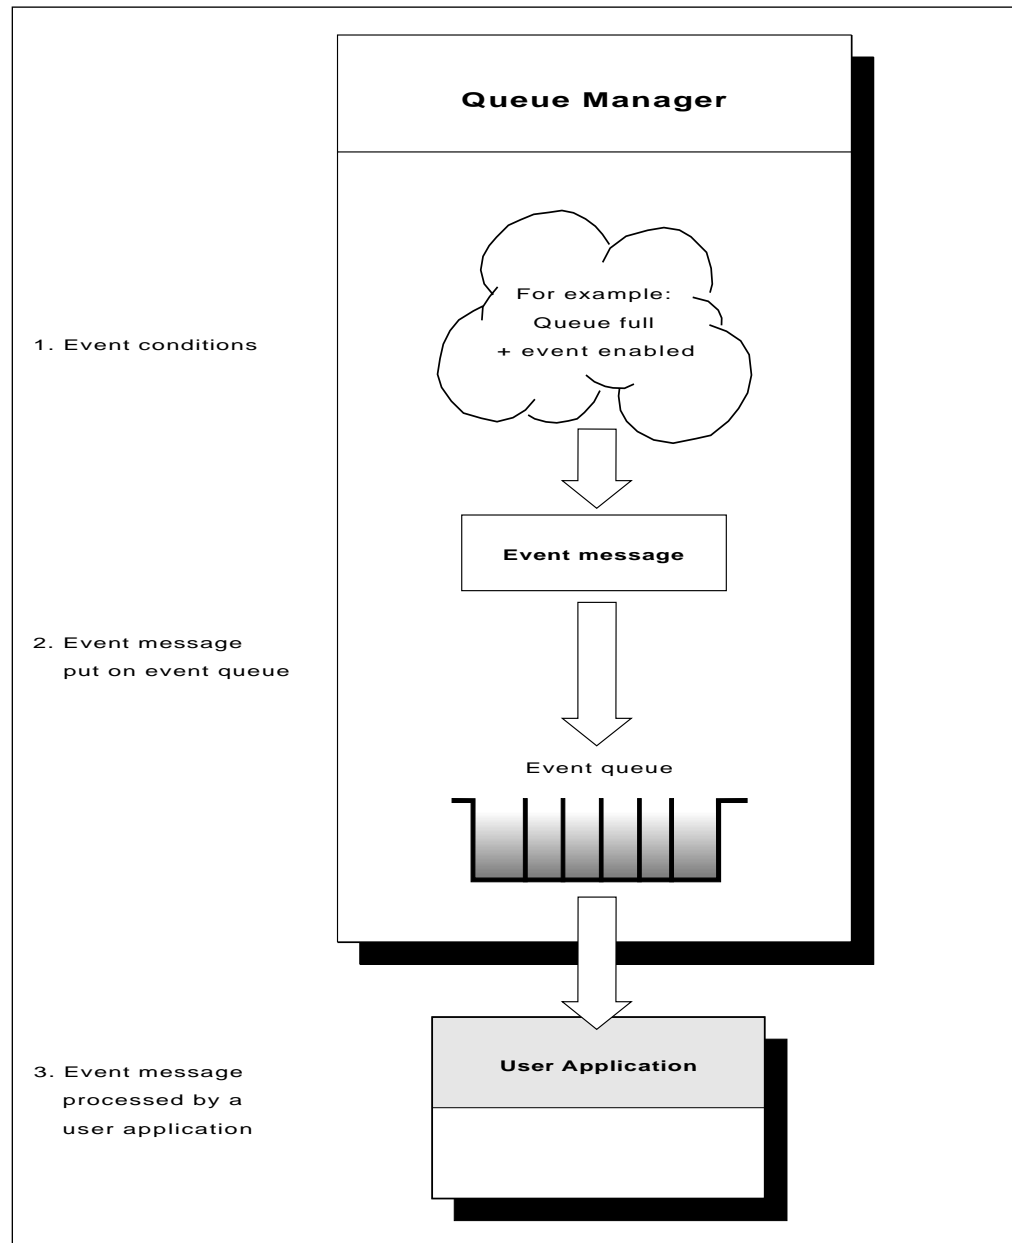 Queue Manager
For example:
Queue full
+ event enabled
1. Event conditions
Event message
2. Event message
put on event queue
Event queue
User Application
3. Event message
processed by a
user application